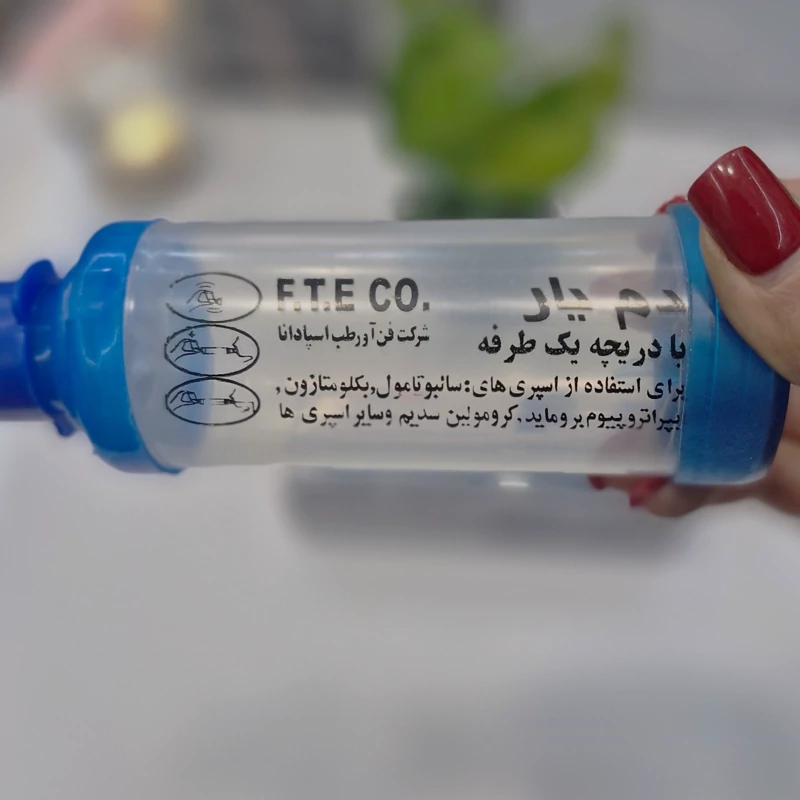 دم یار
F.T.E CO.
با دریچه یک طرفه
شرکت فن آور طب اسپادانا
برای استفاده از اسپری های: سالبوتامول, بکلومتازون,
بیپراتروپیوم بروماید, کرومولین سدیم وسایر اسپری ها